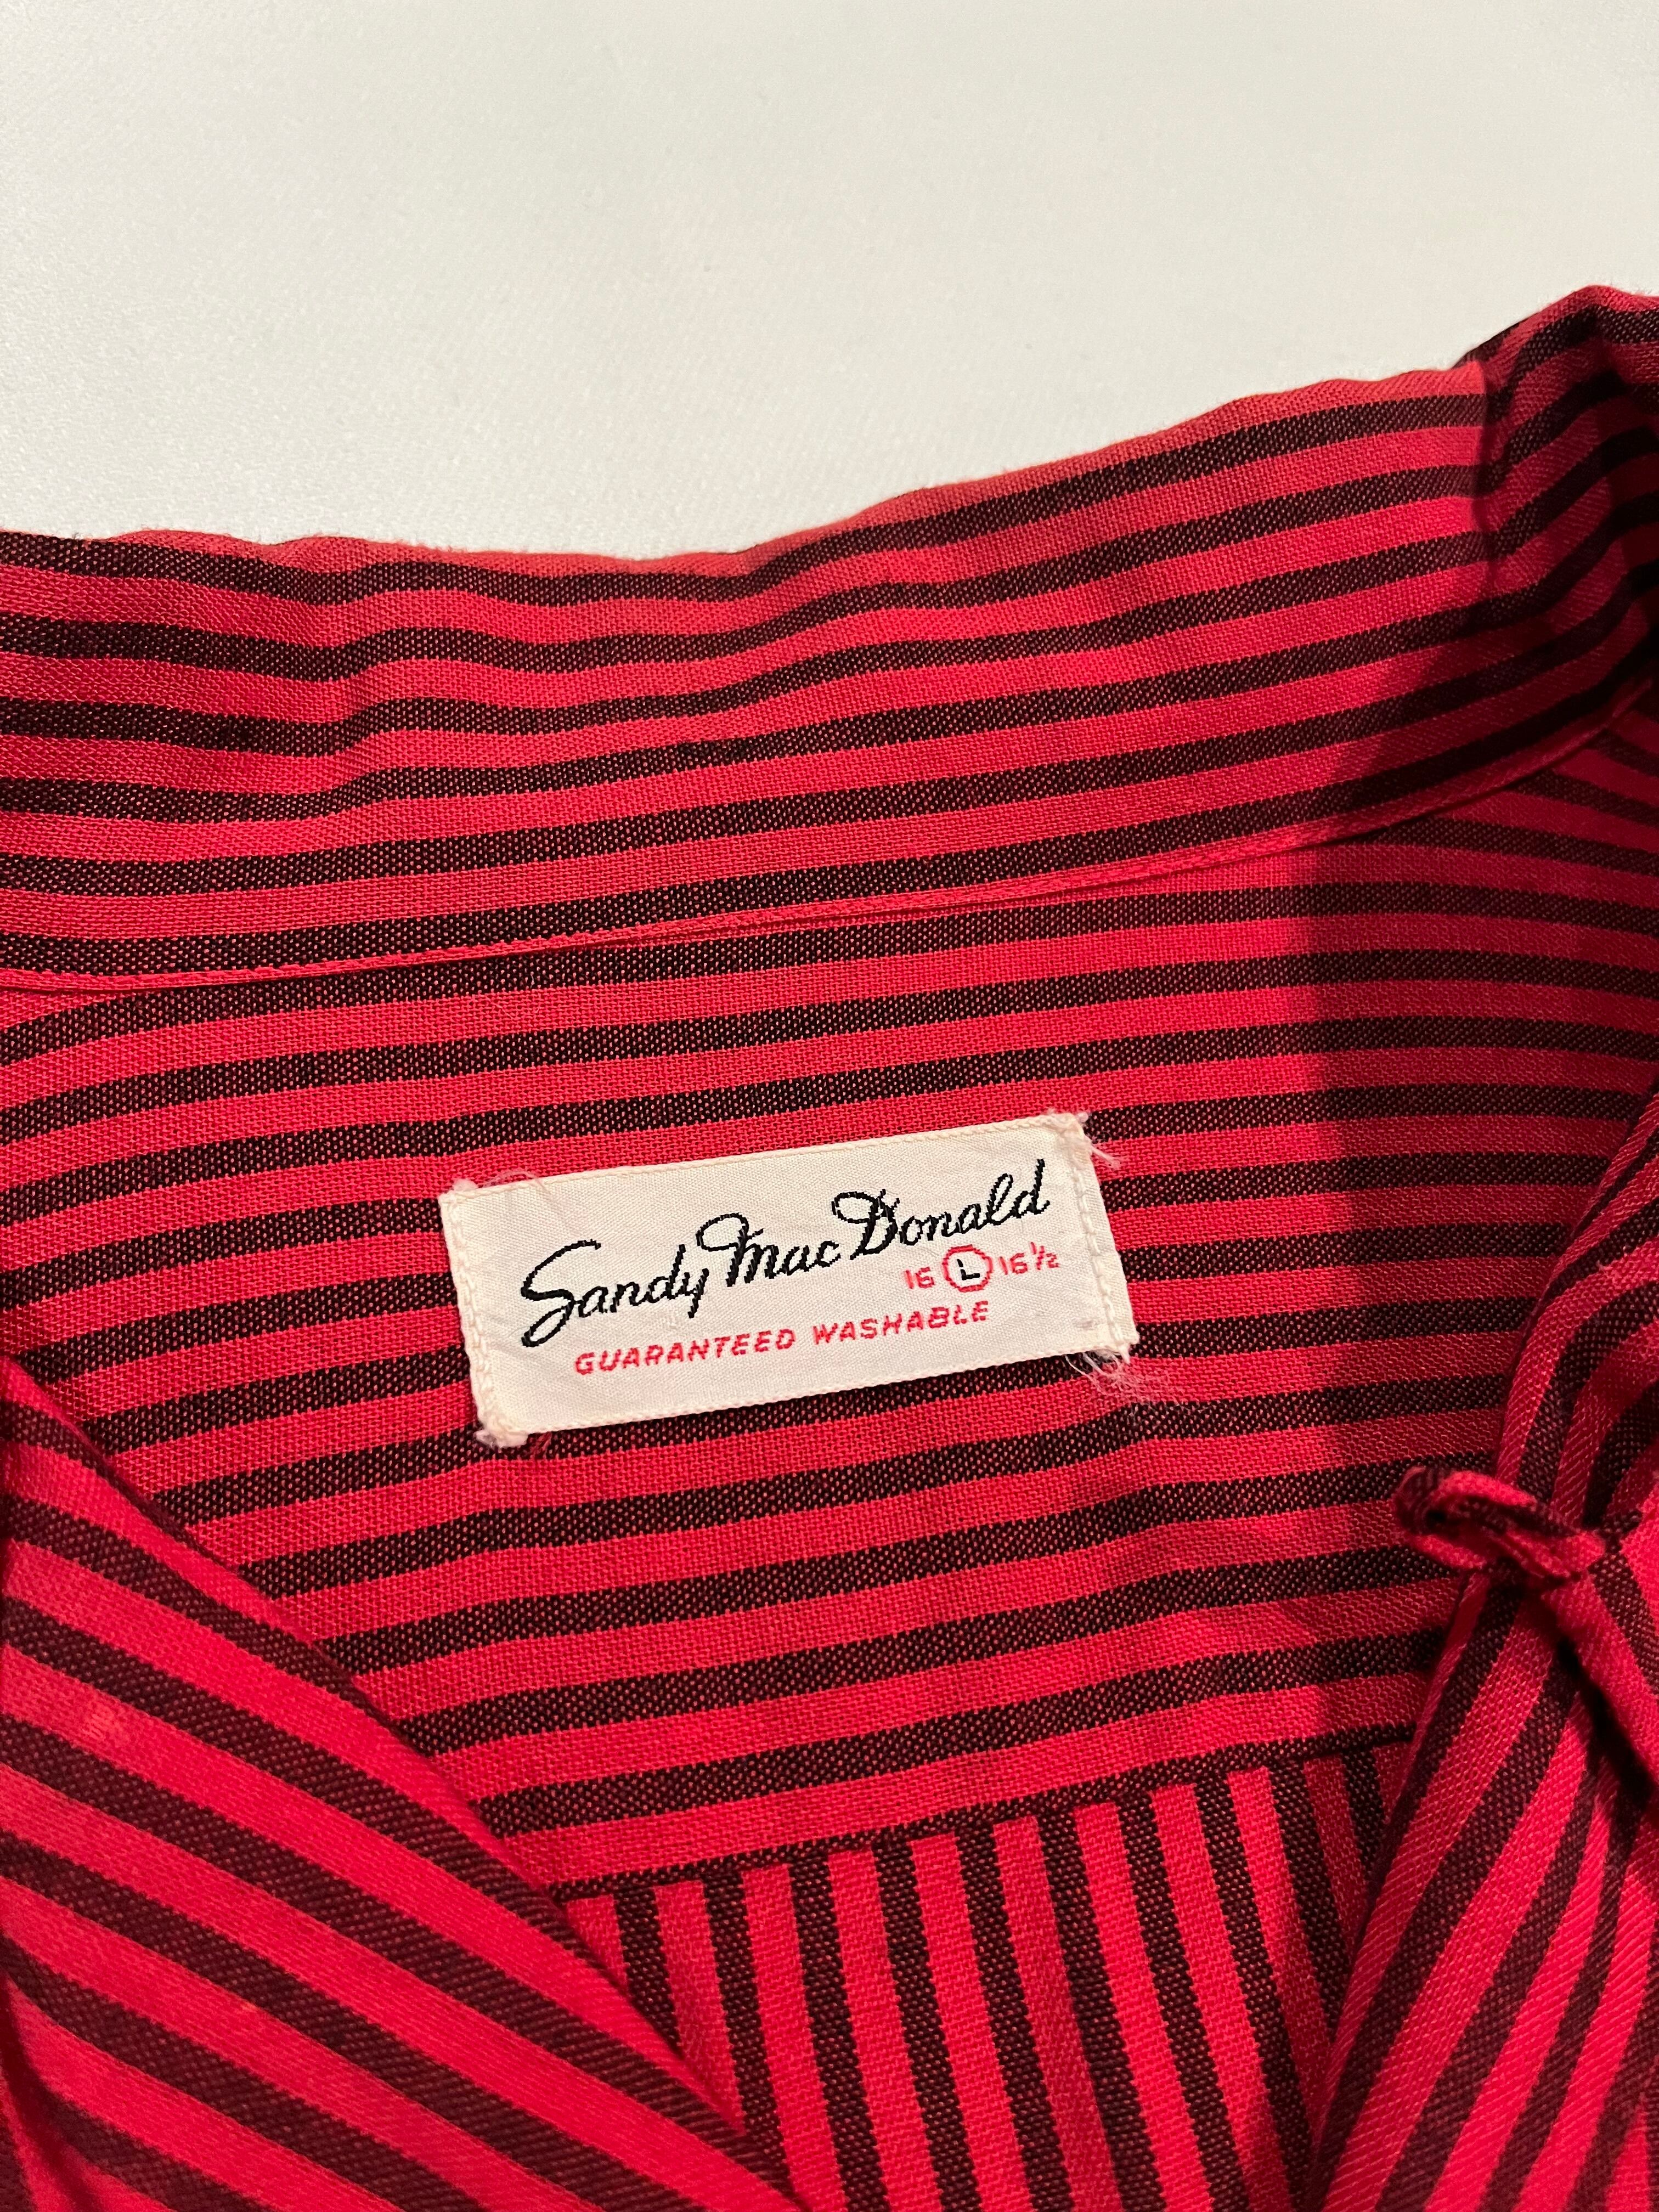 Sandy MacDonald
16 L 16½
GUARANTEED WASHABLE